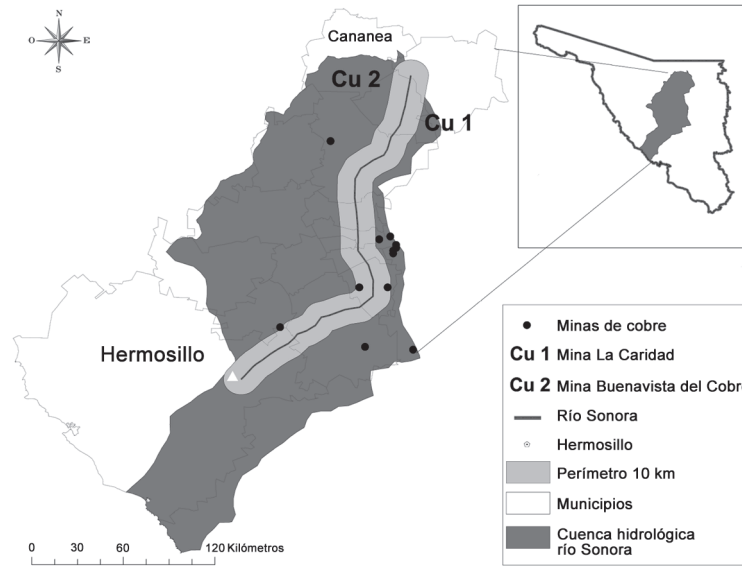 N
O
E
S
Cananea
Cu 2
Cu 1
Hermosillo
Minas de cobre
Cu 1 Mina La Caridad
Cu 2 Mina Buenavista del Cobre
Río Sonora
Hermosillo
Perímetro 10 km
Municipios
Cuenca hidrológica
río Sonora
0 30 60 120 Kilómetros